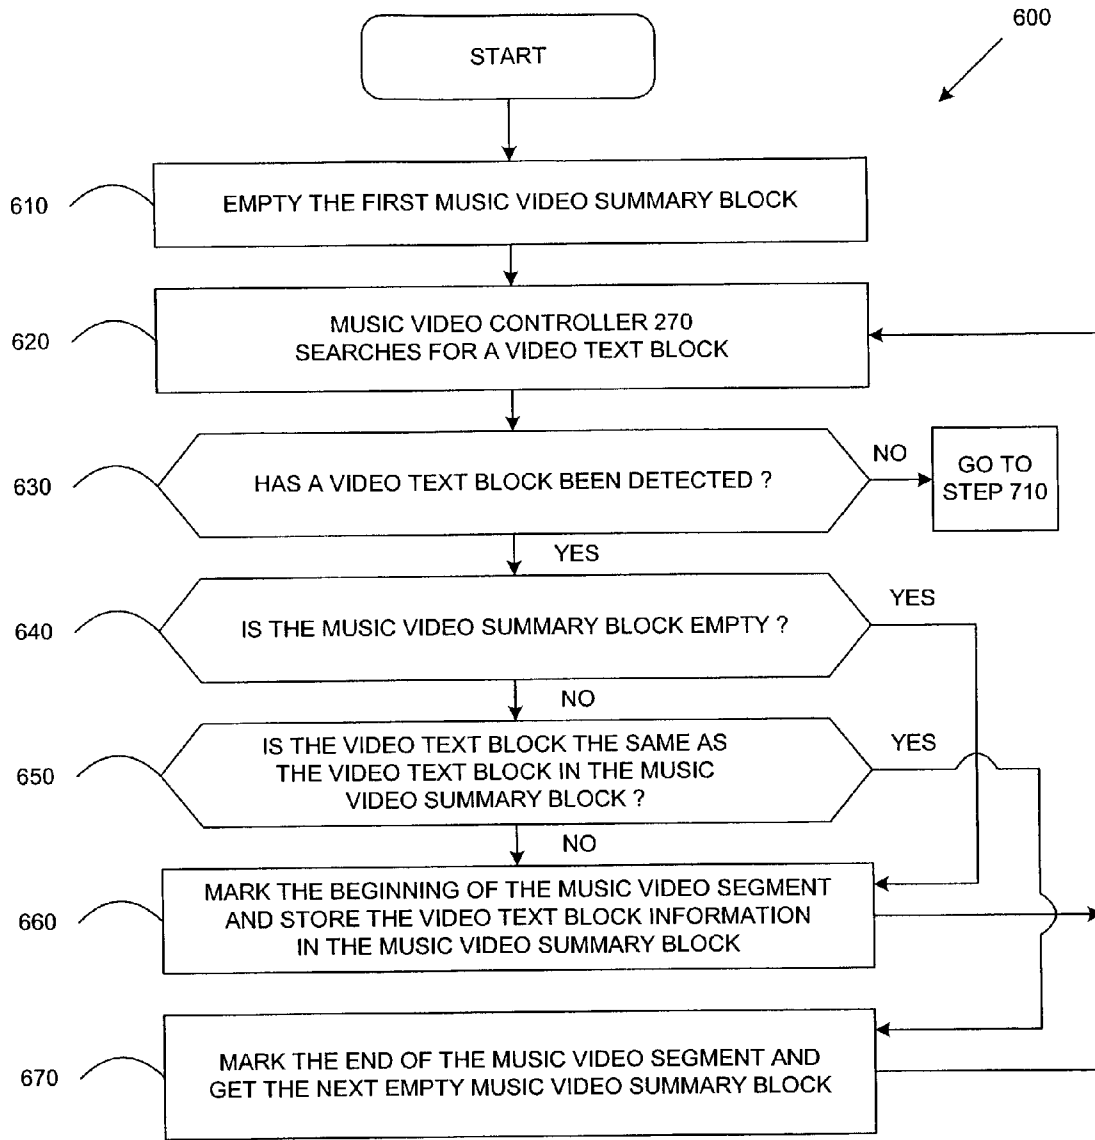 600
START
610
EMPTY THE FIRST MUSIC VIDEO SUMMARY BLOCK
620
MUSIC VIDEO CONTROLLER 270
SEARCHES FOR A VIDEO TEXT BLOCK
630
HAS A VIDEO TEXT BLOCK BEEN DETECTED ?
NO
GO TO
STEP 710
YES
640
IS THE MUSIC VIDEO SUMMARY BLOCK EMPTY ?
YES
NO
650
IS THE VIDEO TEXT BLOCK THE SAME AS
THE VIDEO TEXT BLOCK IN THE MUSIC
VIDEO SUMMARY BLOCK ?
YES
NO
660
MARK THE BEGINNING OF THE MUSIC VIDEO SEGMENT
AND STORE THE VIDEO TEXT BLOCK INFORMATION
IN THE MUSIC VIDEO SUMMARY BLOCK
670
MARK THE END OF THE MUSIC VIDEO SEGMENT AND
GET THE NEXT EMPTY MUSIC VIDEO SUMMARY BLOCK